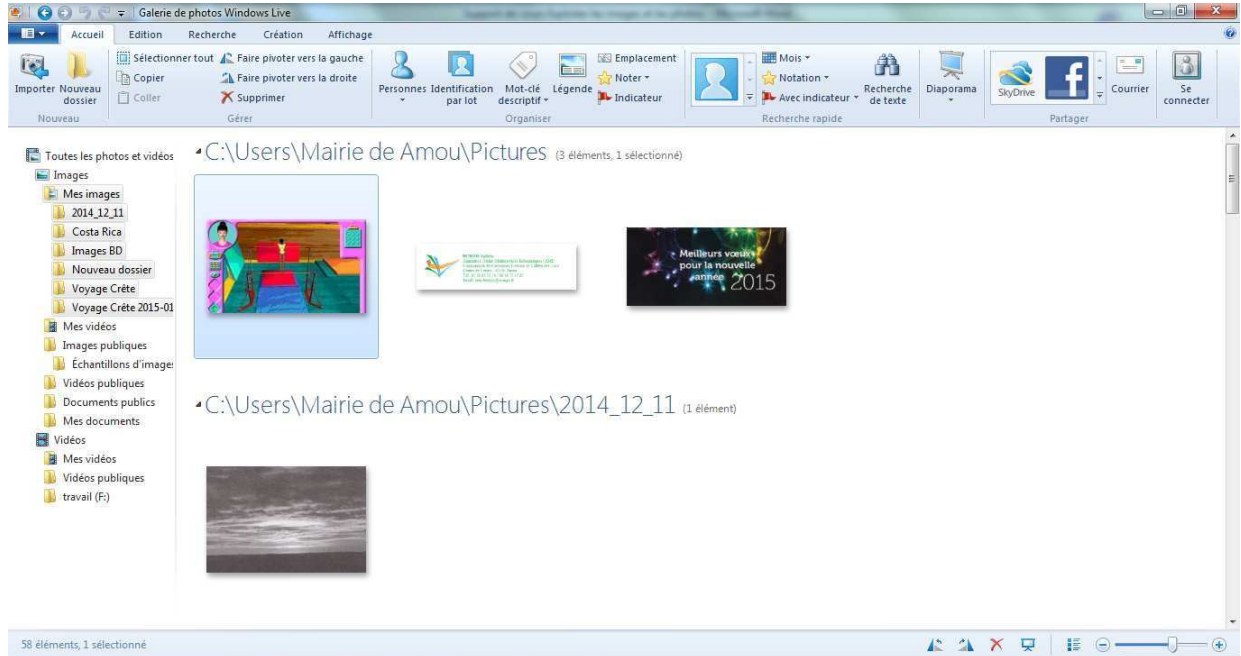 Galerie de photos Windows Live
Accueil Edition Recherche Création Affichage
Importer
Nouveau dossier
Nouveau
Sélectionner tout
Copier
Coller
Faire pivoter vers la gauche
Faire pivoter vers la droite
Supprimer
Gérer
Personnes
Identification par lot
Mot-clé descriptif
Légende
Emplacement
Noter
Indicateur
Organiser
Mois
Notation
Avec indicateur
Recherche de texte
Recherche rapide
Diaporama
SkyDrive
f
Courrier
Partager
Se connecter
Toutes les photos et vidéos
Images
Mes images
2014_12_11
Costa Rica
Images BD
Nouveau dossier
Voyage Crête
Voyage Crête 2015-01
Mes vidéos
Images publiques
Échantillons d'image
Vidéos publiques
Documents publics
Mes documents
Vidéos
Mes vidéos
Vidéos publiques
travail (F:)
C:\Users\Mairie de Amou\Pictures (3 éléments, 1 sélectionné)
Meilleurs vœux
pour la nouvelle
année 2015
C:\Users\Mairie de Amou\Pictures\2014_12_11 (1 élément)
58 éléments, 1 sélectionné